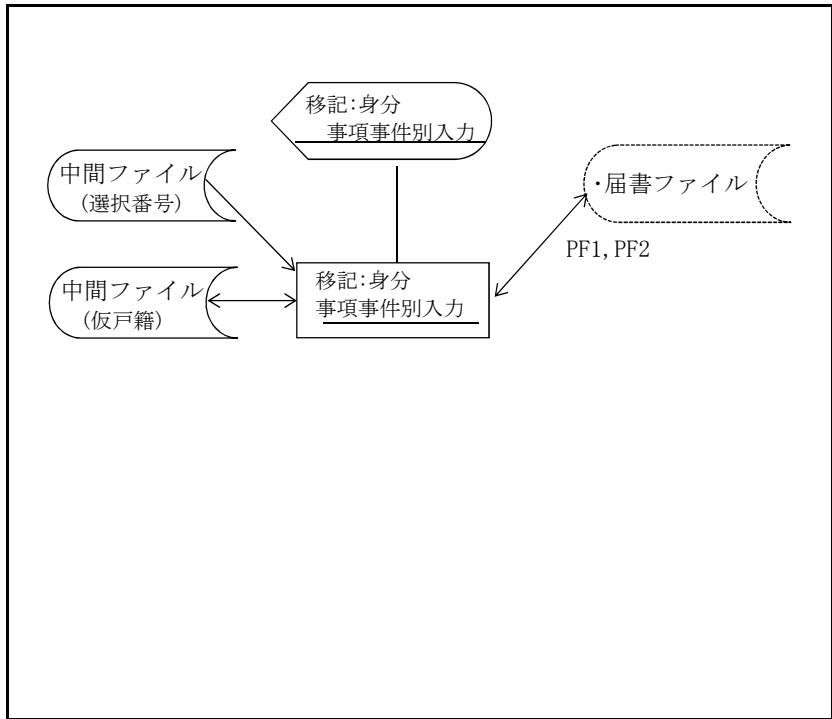 移記:身分
事項事件別入力
中間ファイル
(選択番号)
・届書ファイル
PF1, PF2
中間ファイル
(仮戸籍)
移記:身分
事項事件別入力